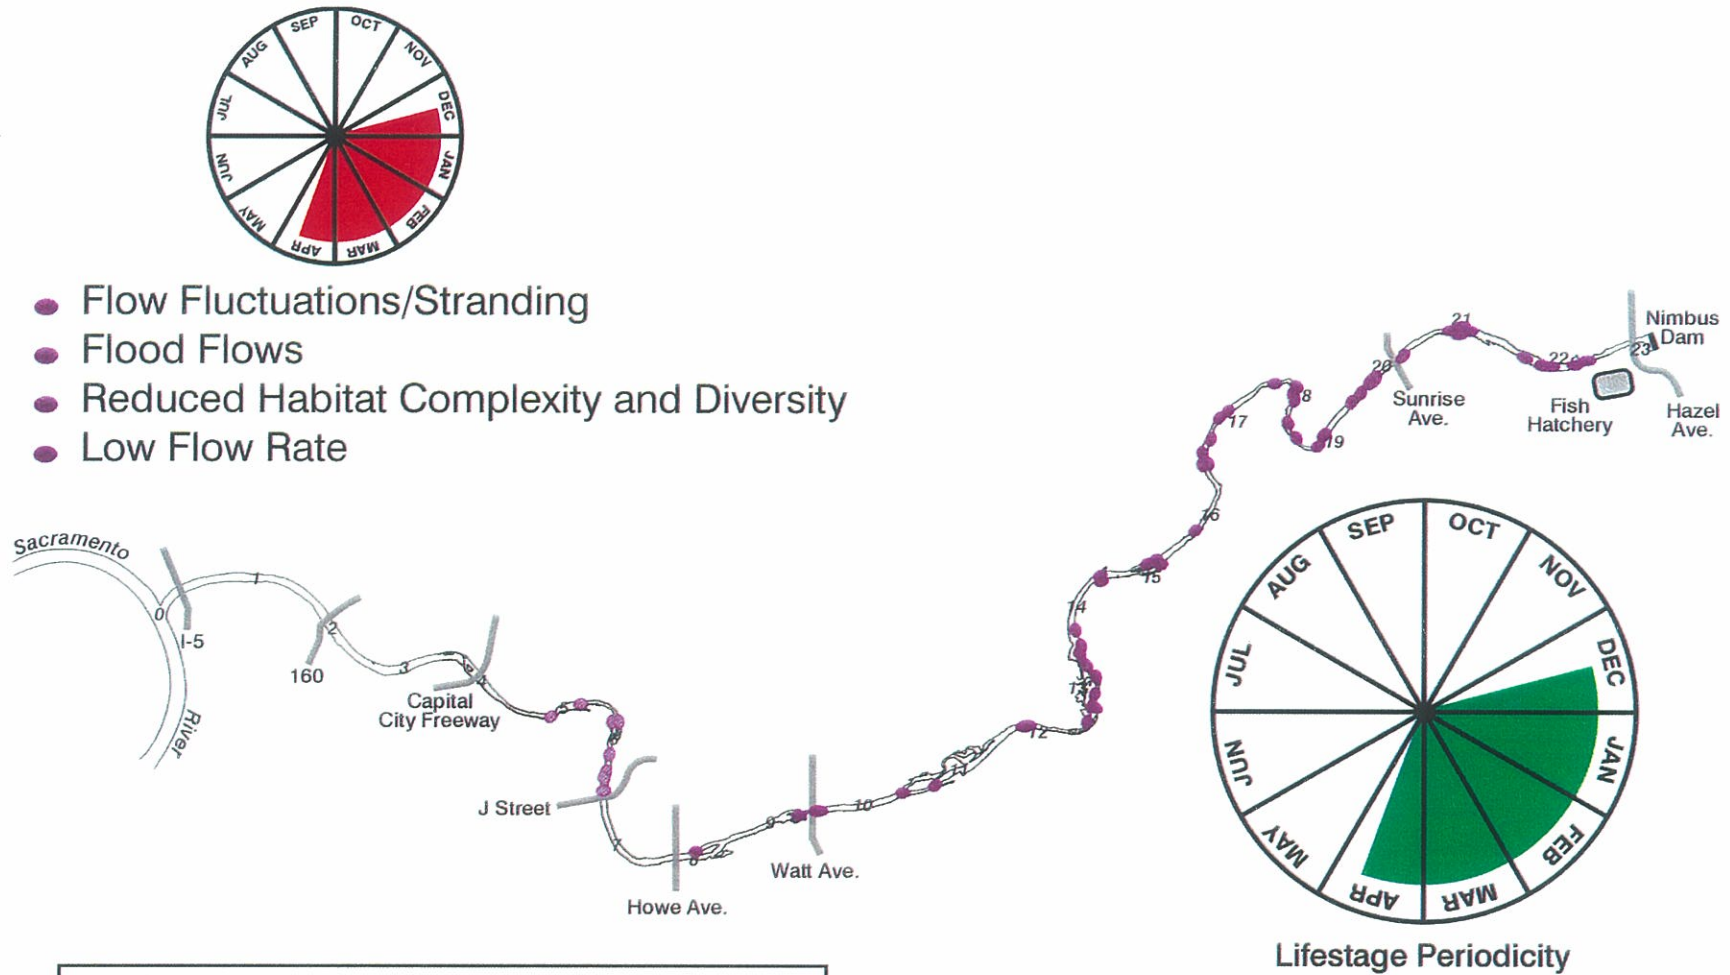 SEP
OCT
NOV
DEC
JAN
FEB
MAR
APR
MAY
JUN
JUL
AUG
Flow Fluctuations/Stranding
Flood Flows
Reduced Habitat Complexity and Diversity
Low Flow Rate
Sacramento
River
0
I-5
1
2
160
3
4
Capital
City Freeway
J Street
7
Howe Ave.
8
9
Watt Ave.
10
12
13
14
15
16
17
8
19
20
Sunrise
Ave.
21
22
23
Nimbus
Dam
Fish
Hatchery
Hazel
Ave.
SEP
OCT
NOV
DEC
JAN
FEB
MAR
APR
MAY
JUN
JUL
AUG
Lifestage Periodicity